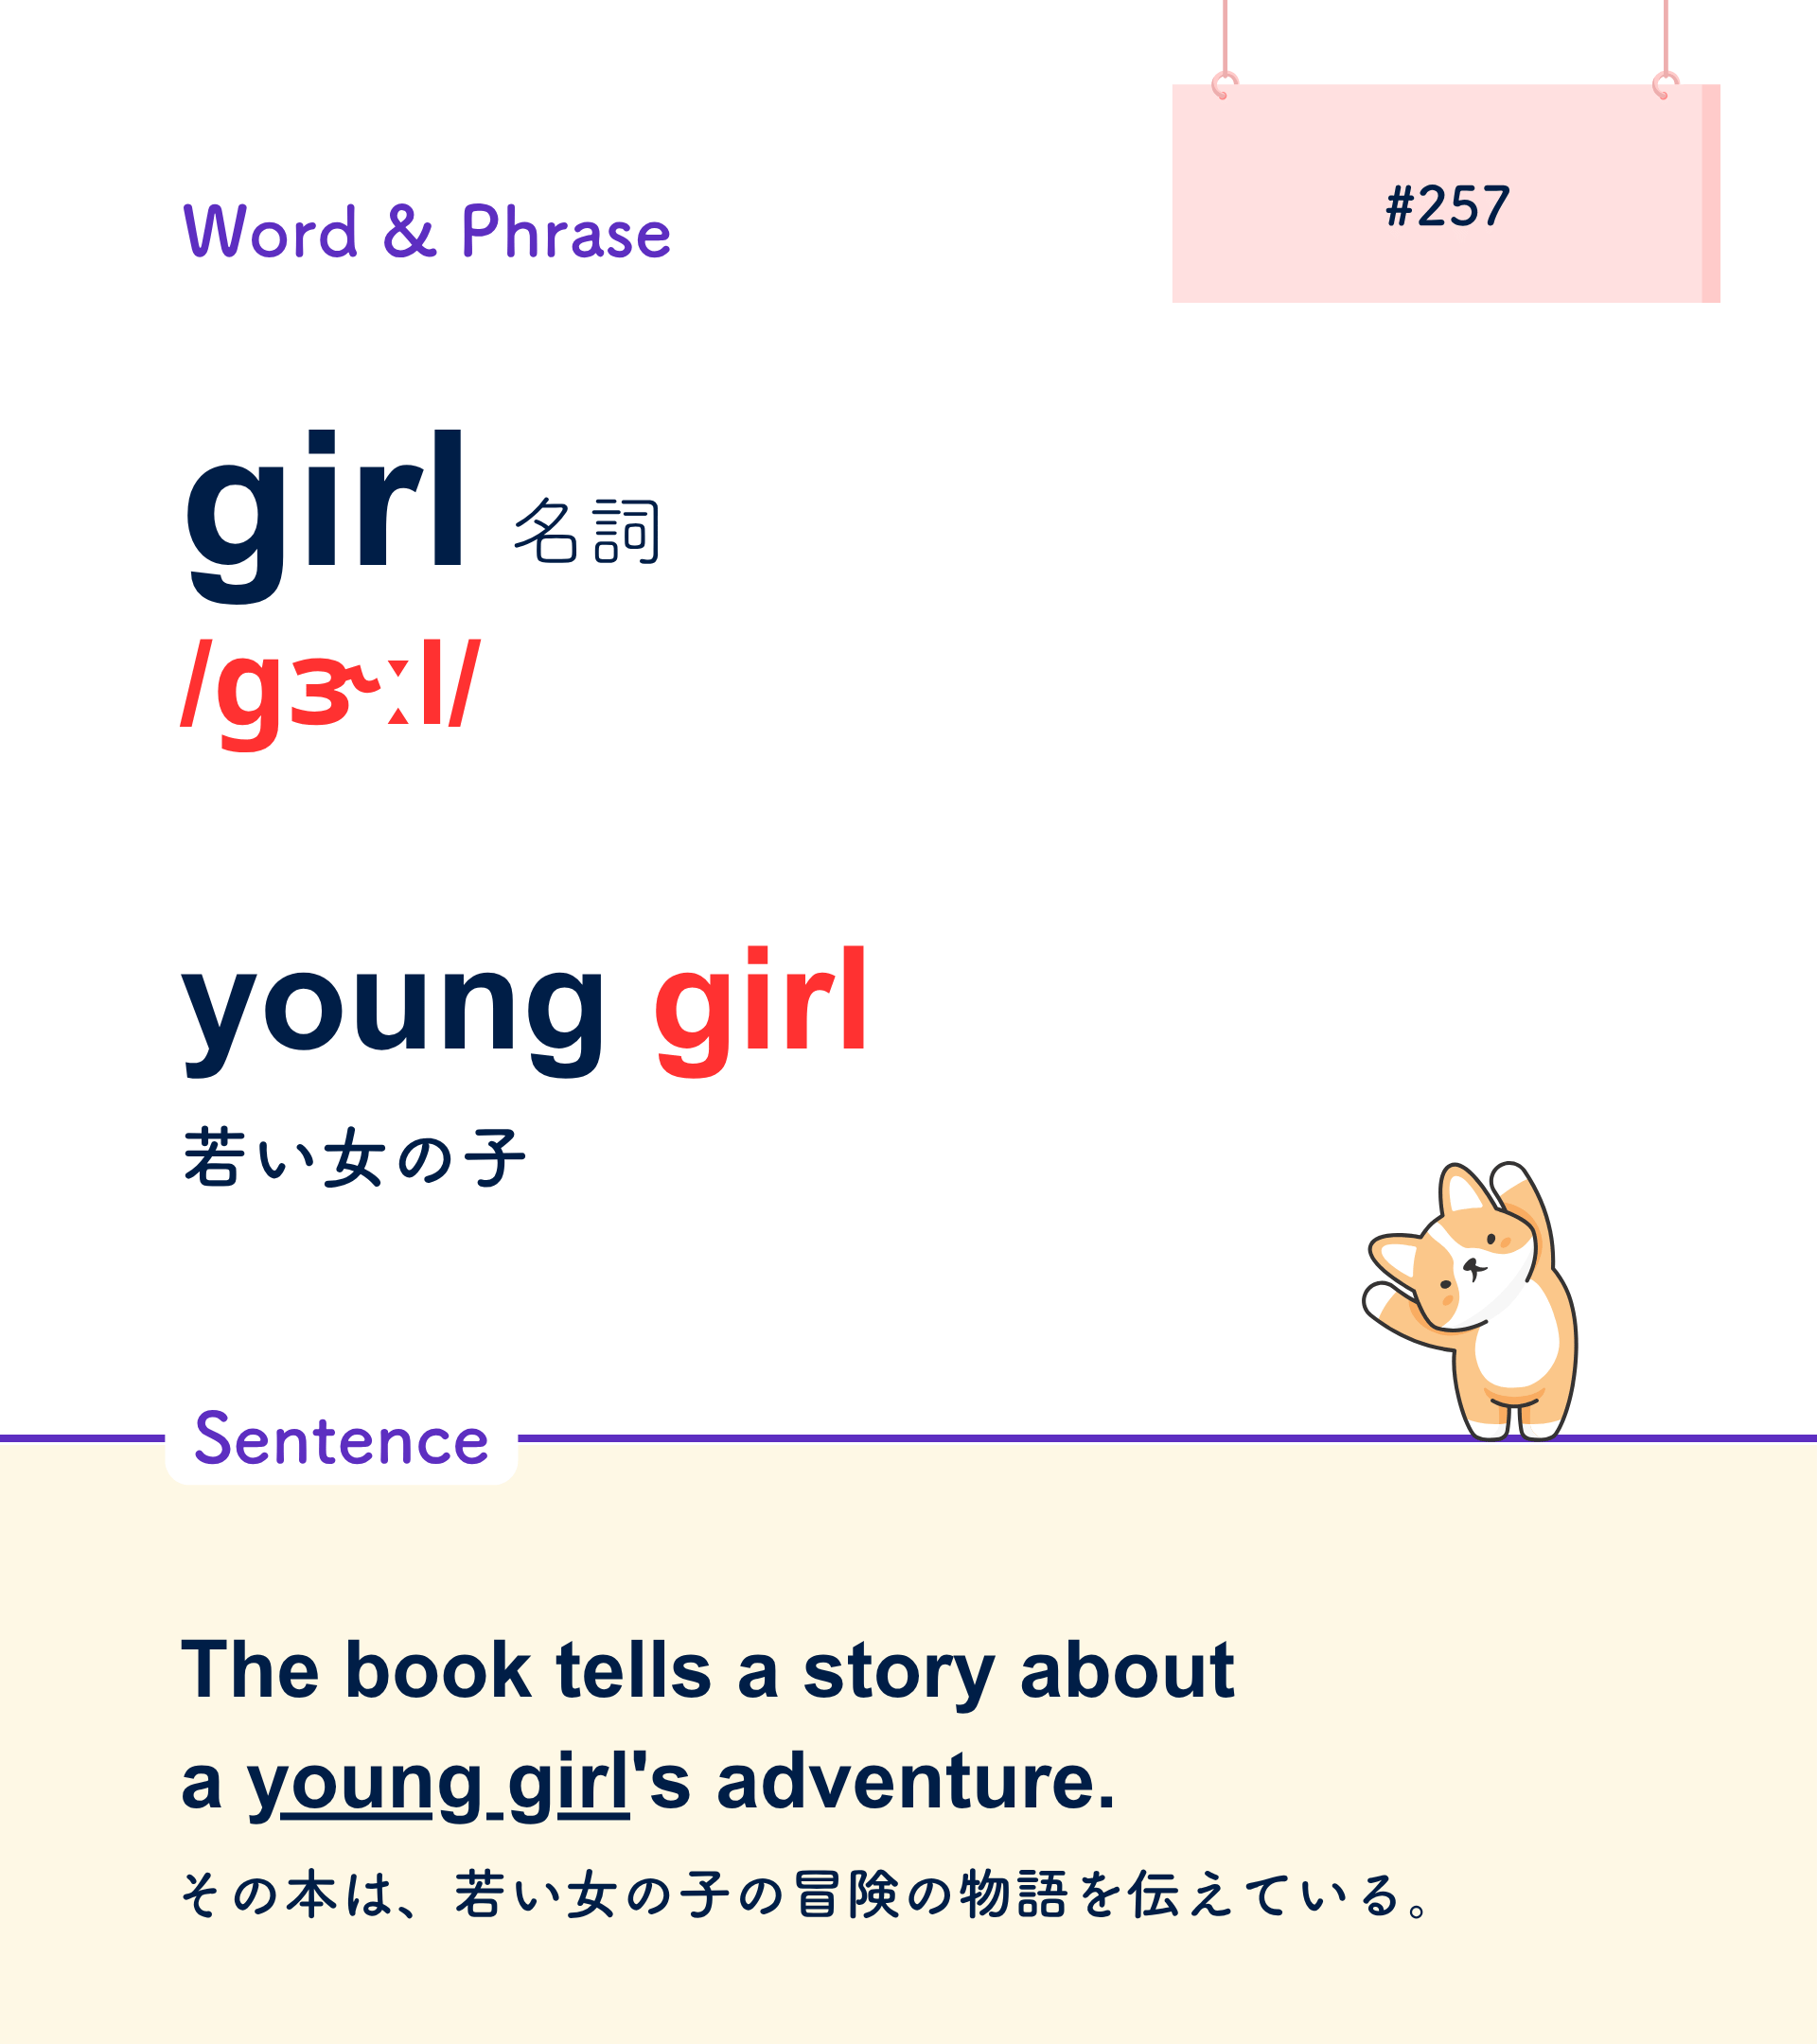 #257
Word & Phrase
girl 名詞
/gɝːl/
young girl
若い女の子
Sentence
The book tells a story about
a young girl's adventure.
その本は、若い女の子の冒険の物語を伝えている。